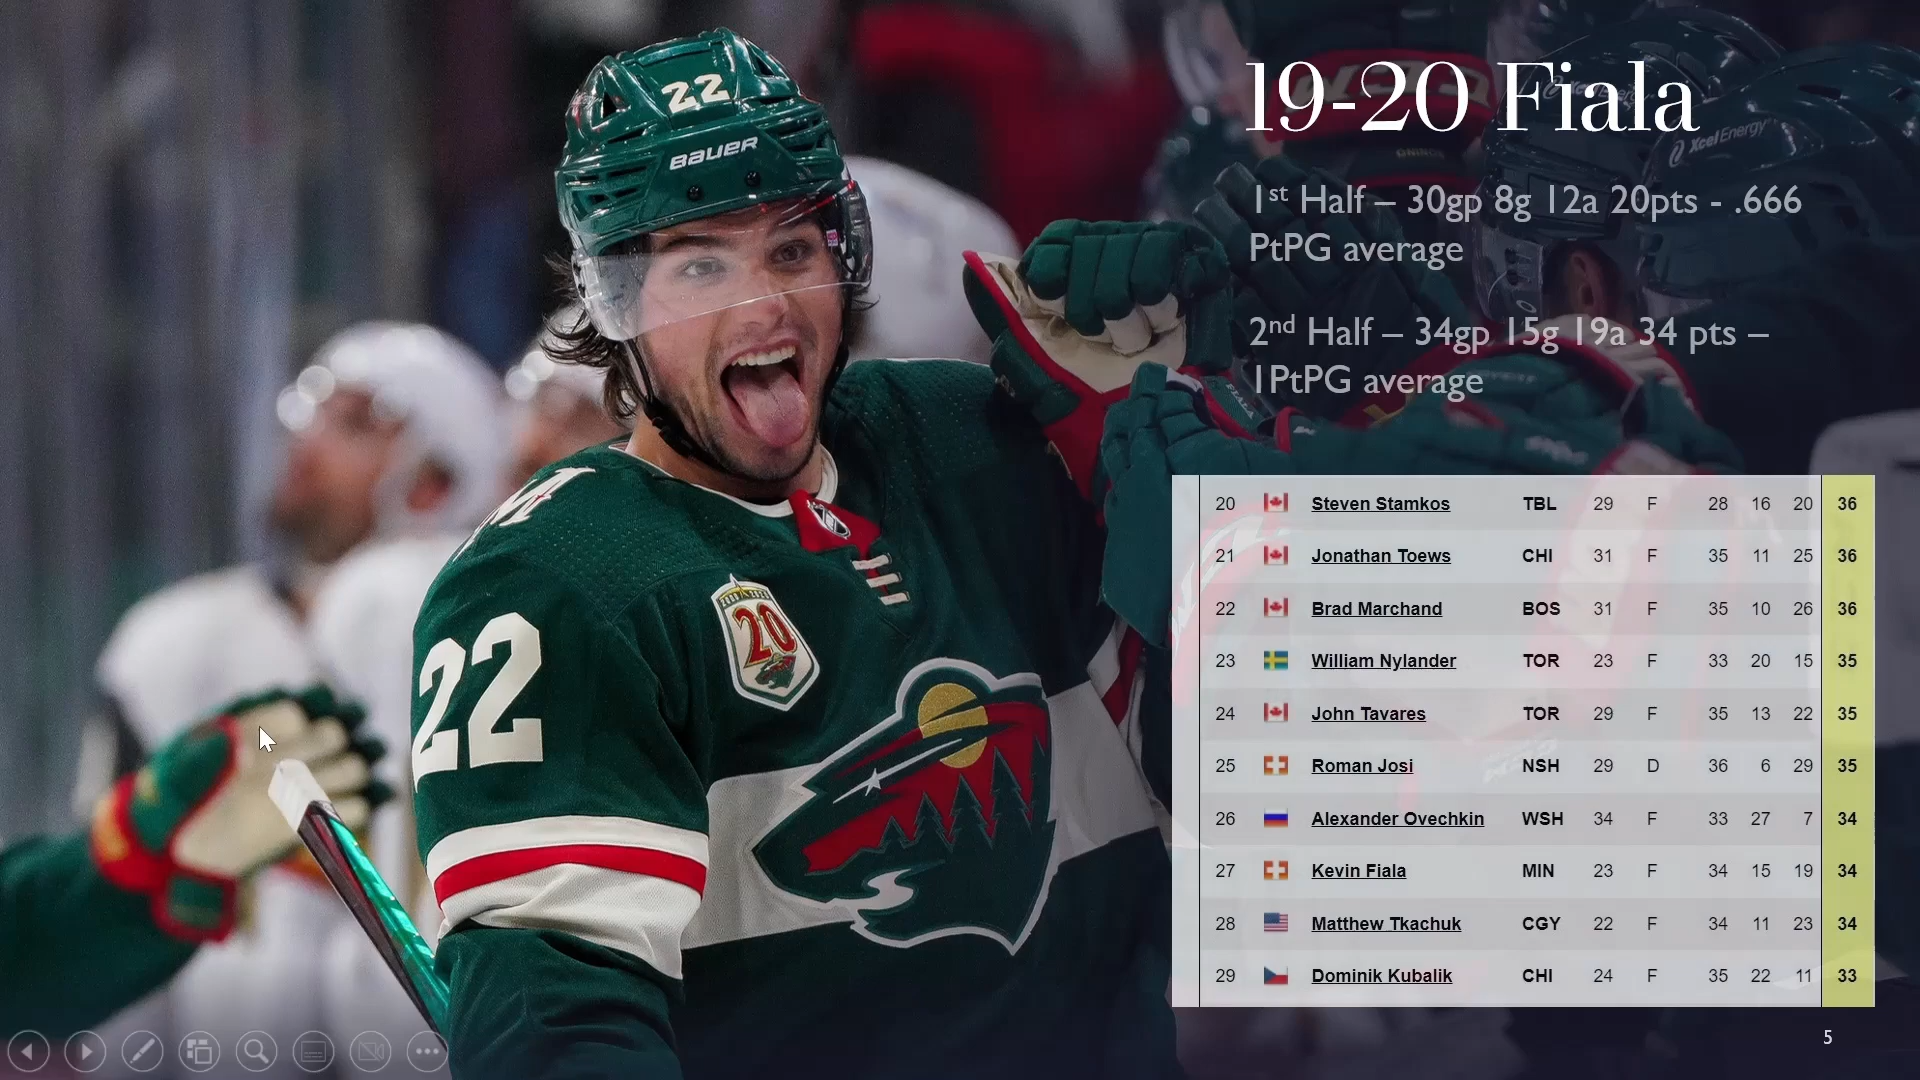 19-20 Fiala
1st Half – 30gp 8g 12a 20pts - .666
PtPG average
2nd Half – 34gp 15g 19a 34 pts –
1PtPG average
22
BAUER
XcelEnergy
22
20
20 Steven Stamkos TBL 29 F 28 16 20 36
21 Jonathan Toews CHI 31 F 35 11 25 36
22 Brad Marchand BOS 31 F 35 10 26 36
23 William Nylander TOR 23 F 33 20 15 35
24 John Tavares TOR 29 F 35 13 22 35
25 Roman Josi NSH 29 D 36 6 29 35
26 Alexander Ovechkin WSH 34 F 33 27 7 34
27 Kevin Fiala MIN 23 F 34 15 19 34
28 Matthew Tkachuk CGY 22 F 34 11 23 34
29 Dominik Kubalik CHI 24 F 35 22 11 33
5